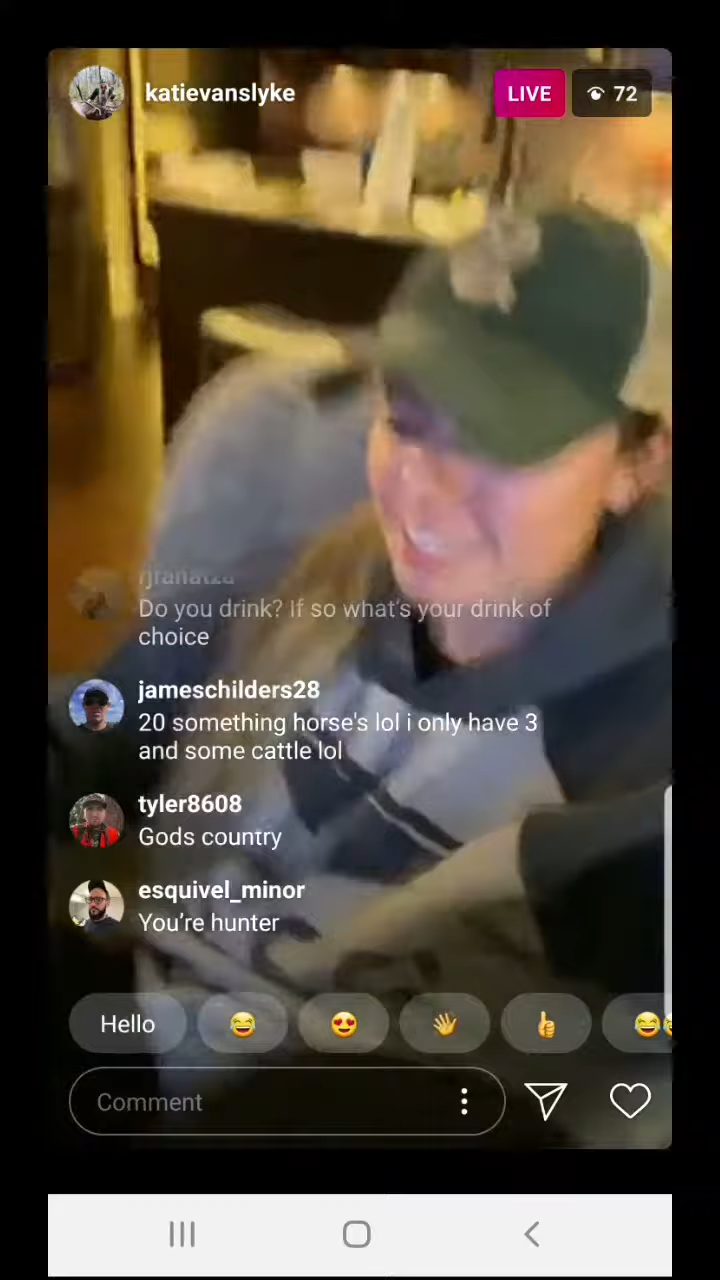 katievanslyke
LIVE
72
Do you drink? If so what's your drink of
choice
jameschilders28
20 something horse's lol i only have 3
and some cattle lol
tyler8608
Gods country
esquivel_minor
You're hunter
Hello
Comment